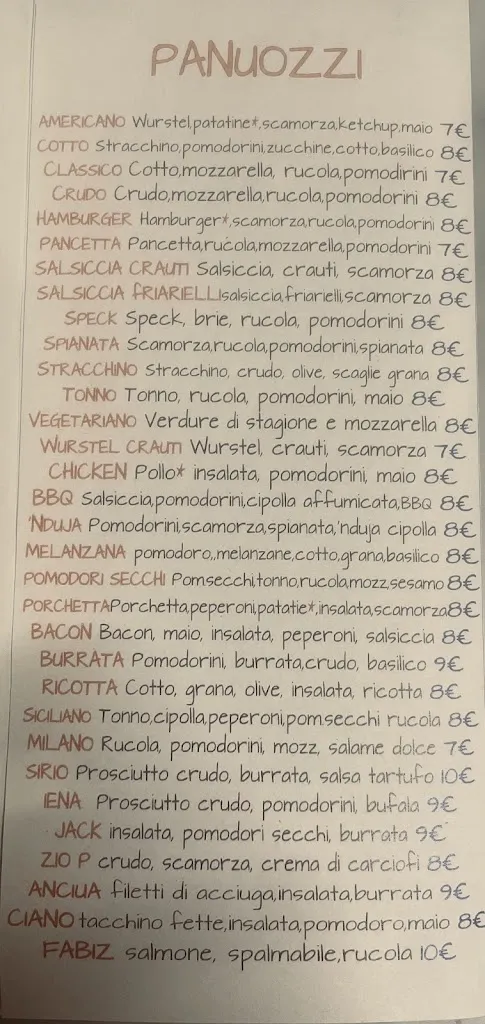 PANUOZZI
AMERICANO Wurstel,patatine*,scamorza,ketchup,maio 7€
COTTO Stracchino,pomodorini,zucchine,cotto,basilico 8€
CLASSICO Cotto,mozzarella, rucola,pomodirini 7€
CRUDO Crudo,mozzarella,rucola,pomodorini 8€
HAMBURGER Hamburger*,scamorza,rucola,pomodorini 8€
PANCETTA Pancetta,rucola,mozzarella,pomodorini 7€
SALSICCIA CRAUTI Salsiccia, crauti, scamorza 8€
SALSICCIA FRIARIELLI salsiccia,friarielli,scamorza 8€
SPECK Speck, brie, rucola, pomodorini 8€
SPIANATA Scamorza,rucola,pomodorini,spianata 8€
STRACCHINO Stracchino, crudo, olive, scaglie grana 8€
TONNO Tonno, rucola, pomodorini, maio 8€
VEGETARIANO Verdure di stagione e mozzarella 8€
WURSTEL CRAUTI Wurstel, crauti, scamorza 7€
CHICKEN Pollo* insalata, pomodorini, maio 8€
BBQ Salsiccia,pomodorini,cipolla affumicata,BBQ 8€
'NDUJA Pomodorini,scamorza,spianata,'nduja cipolla 8€
MELANZANA pomodoro,,melanzane,cotto,grana,basilico 8€
POMODORI SECCHI Pomsecchi,tonno,rucola,mozz,sesamo 8€
PORCHETTA Porchetta,peperoni,patatie*,insalata,scamorza 8€
BACON Bacon, maio, insalata, peperoni, salsiccia 8€
BURRATA Pomodorini, burrata,crudo, basilico 9€
RICOTTA Cotto, grana, olive, insalata, ricotta 8€
SICILIANO Tonno,cipolla,peperoni,pomsecchi rucola 8€
MILANO Rucola, pomodorini, mozz, salame dolce 7€
SIRIO Prosciutto crudo, burrata, salsa tartufo 10€
IENA Prosciutto crudo, pomodorini, bufala 9€
JACK insalata, pomodori secchi, burrata 9€
ZIO P crudo, scamorza, crema di carciofi 8€
ANCIUA filetti di acciuga,insalata,burrata 9€
CIANO tacchino fette,insalata,pomodoro,maio 8€
FABIZ salmone, spalmabile,rucola 10€